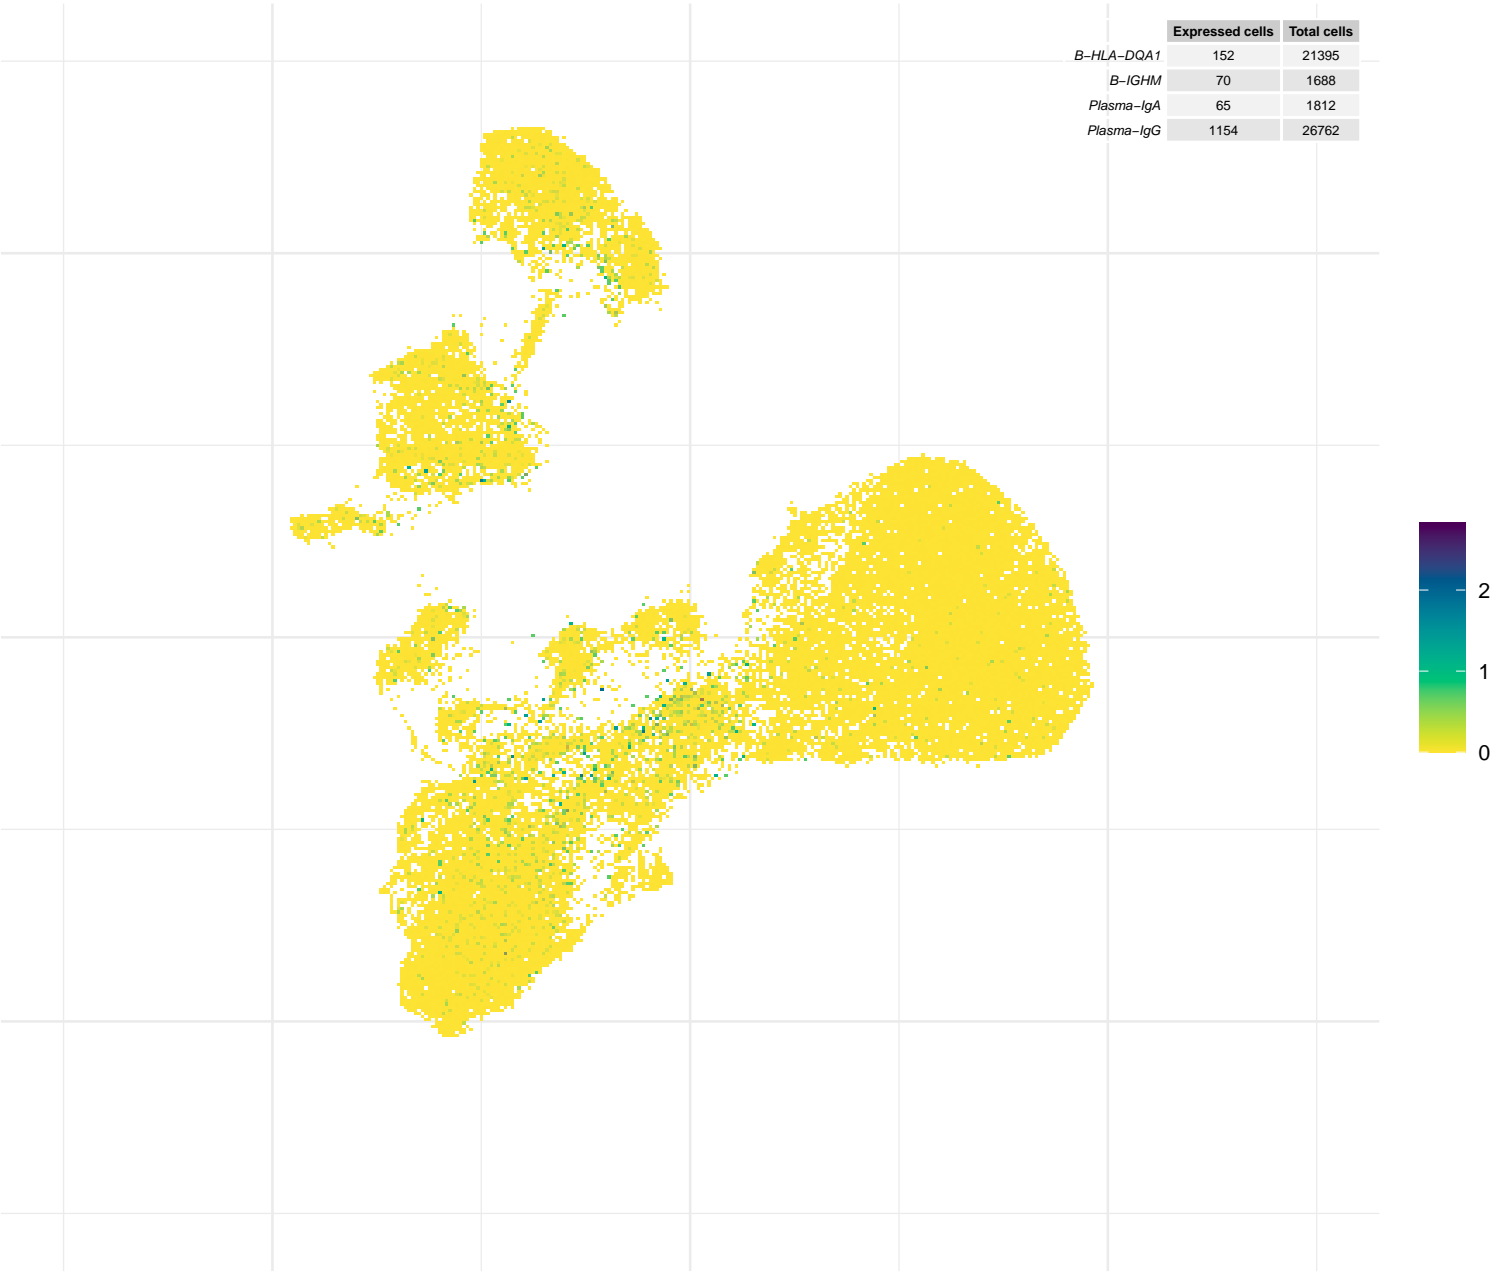 Expressed cells Total cells
B−HLA−DQA1 152 21395
B−IGHM 70 1688
Plasma−IgA 65 1812
Plasma−IgG 1154 26762
2
1
0